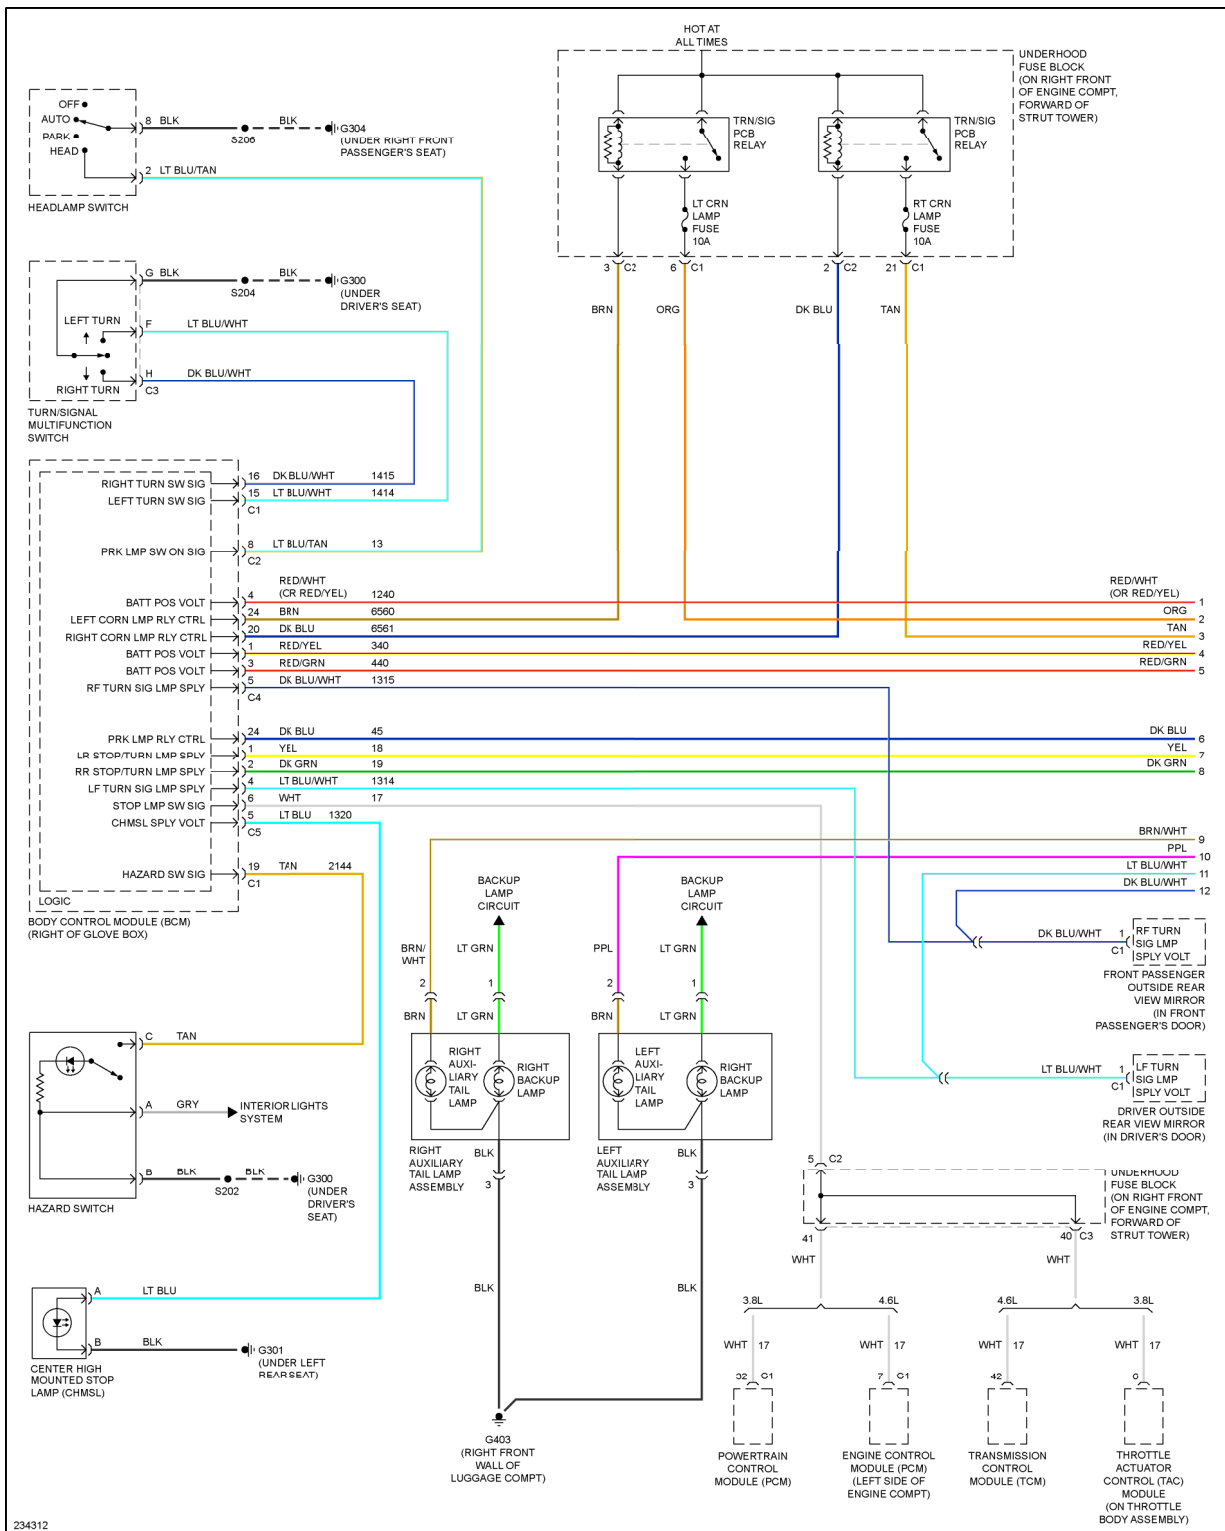 HOT AT
ALL TIMES
UNDERHOOD
FUSE BLOCK
(ON RIGHT FRONT
OF ENGINE COMPT,
FORWARD OF
STRUT TOWER)
TRN/SIG
PCB
RELAY
TRN/SIG
PCB
RELAY
LT CRN
LAMP
FUSE
10A
RT CRN
LAMP
FUSE
10A
3 C2
6 C1
2 C2
21 C1
BRN
ORG
DK BLU
TAN
OFF
AUTO
PARK
HEAD
8 BLK
S206
BLK
G304
(UNDER RIGHT FRONT
PASSENGER'S SEAT)
2 LT BLU/TAN
HEADLAMP SWITCH
G BLK
S204
BLK
G300
(UNDER
DRIVER'S SEAT)
LEFT TURN
F LT BLU/WHT
H DK BLU/WHT
RIGHT TURN
C3
TURN/SIGNAL
MULTIFUNCTION
SWITCH
RIGHT TURN SW SIG 16 DK BLU/WHT 1415
LEFT TURN SW SIG 15 LT BLU/WHT 1414
C1
PRK LMP SW ON SIG 8 LT BLU/TAN 13
C2
RED/WHT
BATT POS VOLT 4 (CR RED/YEL) 1240
LEFT CORN LMP RLY CTRL 24 BRN 6560
RIGHT CORN LMP RLY CTRL 20 DK BLU 6561
BATT POS VOLT 1 RED/YEL 340
BATT POS VOLT 3 RED/GRN 440
RF TURN SIG LMP SPLY 5 DK BLU/WHT 1315
C4
PRK LMP RLY CTRL 24 DK BLU 45
LR STOP/TURN LMP SPLY 1 YEL 18
RR STOP/TURN LMP SPLY 2 DK GRN 19
LF TURN SIG LMP SPLY 4 LT BLU/WHT 1314
STOP LMP SW SIG 6 WHT 17
CHMSL SPLY VOLT 5 LT BLU 1320
C5
HAZARD SW SIG 19 TAN 2144
C1
LOGIC
BODY CONTROL MODULE (BCM)
(RIGHT OF GLOVE BOX)
RED/WHT
(OR RED/YEL) 1
ORG 2
TAN 3
RED/YEL 4
RED/GRN 5
DK BLU 6
YEL 7
DK GRN 8
BRN/WHT 9
PPL 10
LT BLU/WHT 11
DK BLU/WHT 12
DK BLU/WHT 1
C1
RF TURN
SIG LMP
SPLY VOLT
FRONT PASSENGER
OUTSIDE REAR
VIEW MIRROR
(IN FRONT
PASSENGER'S DOOR)
LT BLU/WHT 1
C1
LF TURN
SIG LMP
SPLY VOLT
DRIVER OUTSIDE
REAR VIEW MIRROR
(IN DRIVER'S DOOR)
BACKUP
LAMP
CIRCUIT
BACKUP
LAMP
CIRCUIT
BRN/
WHT
LT GRN
PPL
LT GRN
2
1
2
1
BRN
LT GRN
BRN
LT GRN
RIGHT
AUXI-
LIARY
TAIL
LAMP
RIGHT
BACKUP
LAMP
LEFT
AUXI-
LIARY
TAIL
LAMP
RIGHT
BACKUP
LAMP
RIGHT
AUXILIARY
TAIL LAMP
ASSEMBLY
BLK
3
LEFT
AUXILIARY
TAIL LAMP
ASSEMBLY
BLK
3
BLK
BLK
G403
(RIGHT FRONT
WALL OF
LUGGAGE COMPT)
C TAN
A GRY
INTERIOR LIGHTS
SYSTEM
B BLK
S202
BLK
G300
(UNDER
DRIVER'S
SEAT)
HAZARD SWITCH
A LT BLU
B BLK
G301
(UNDER LEFT
REAR SEAT)
CENTER HIGH
MOUNTED STOP
LAMP (CHMSL)
5 C2
UNDERHOOD
FUSE BLOCK
(ON RIGHT FRONT
OF ENGINE COMPT,
FORWARD OF
STRUT TOWER)
41
40 C3
WHT
WHT
3.8L
4.6L
4.6L
3.8L
WHT 17
WHT 17
WHT 17
WHT 17
32 C1
7 C1
42
6
POWERTRAIN
CONTROL
MODULE (PCM)
ENGINE CONTROL
MODULE (PCM)
(LEFT SIDE OF
ENGINE COMPT)
TRANSMISSION
CONTROL
MODULE (TCM)
THROTTLE
ACTUATOR
CONTROL (TAC)
MODULE
(ON THROTTLE
BODY ASSEMBLY)
234312